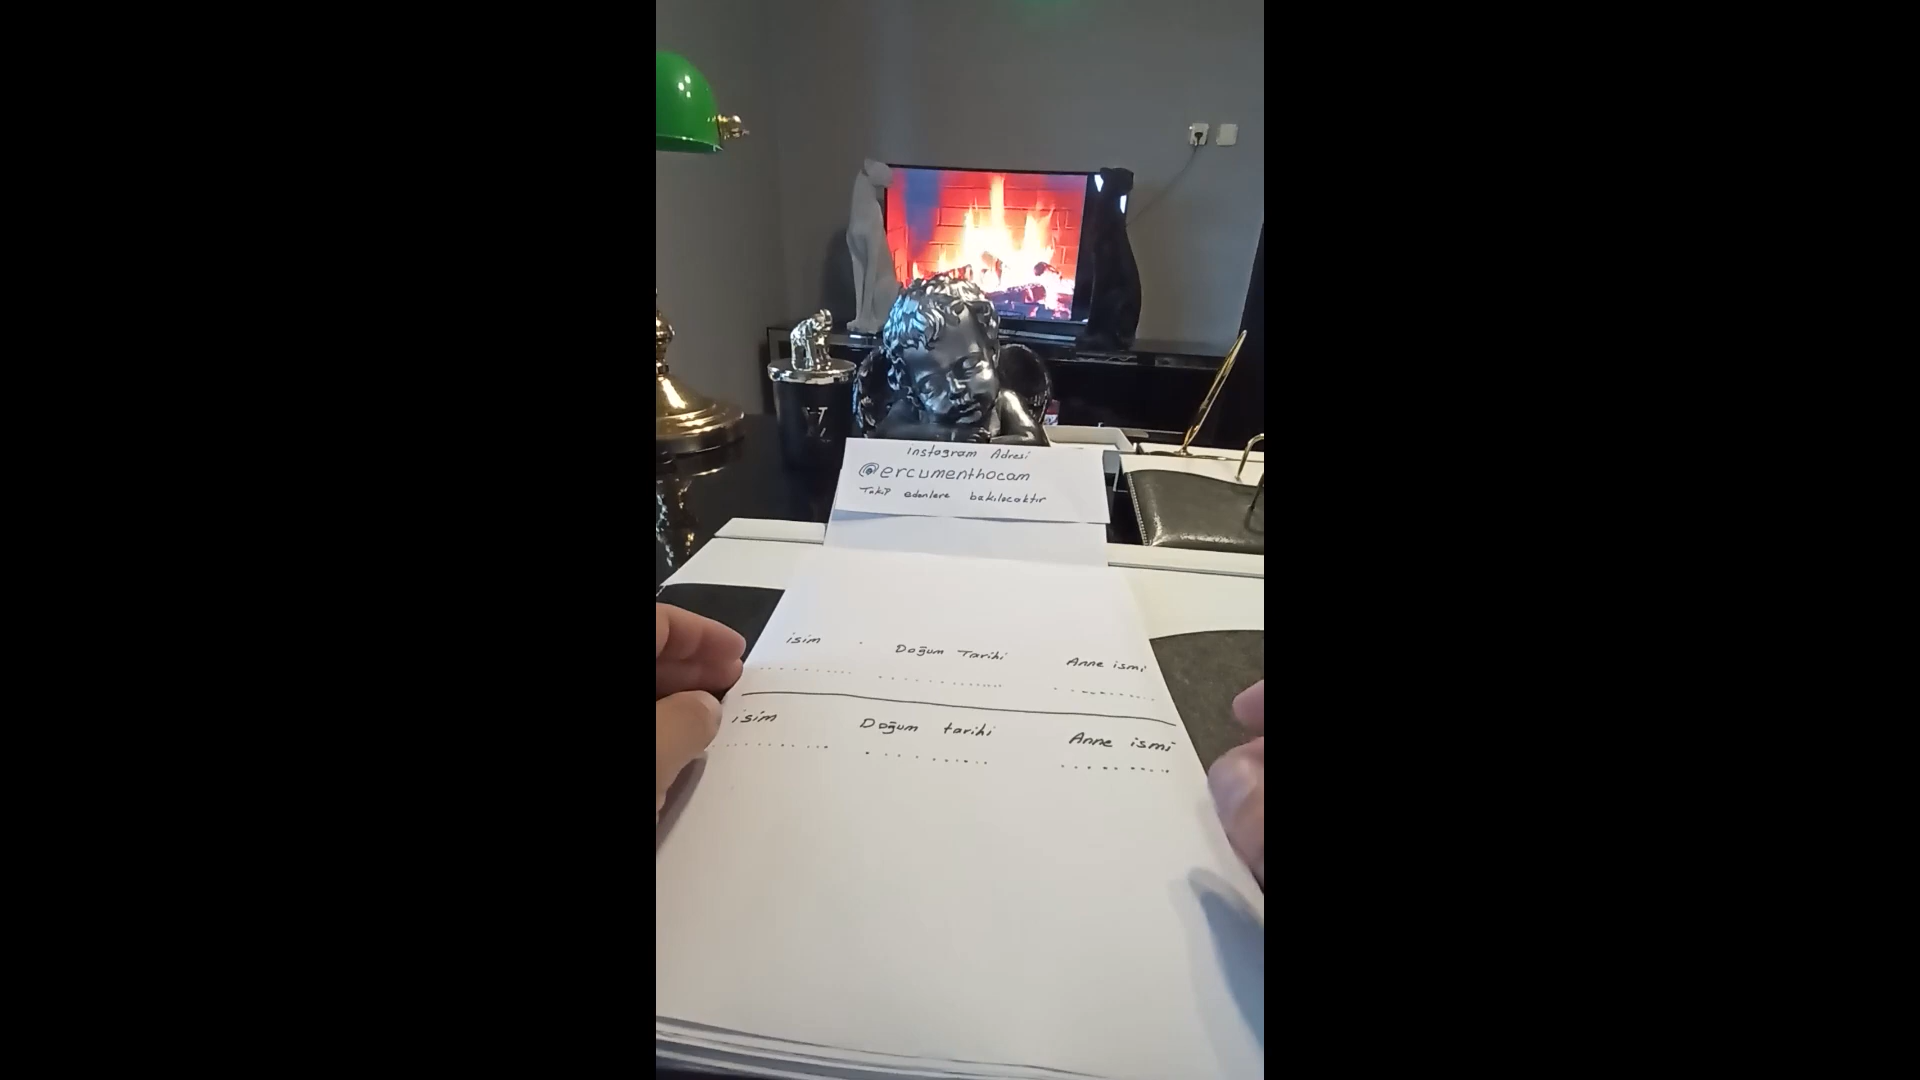 instagram Adresi
@ercumenthocam
Takip edenlere bakılacaktır
isim Doğum Tarihi Anne ismi
isim Doğum tarihi Anne ismi